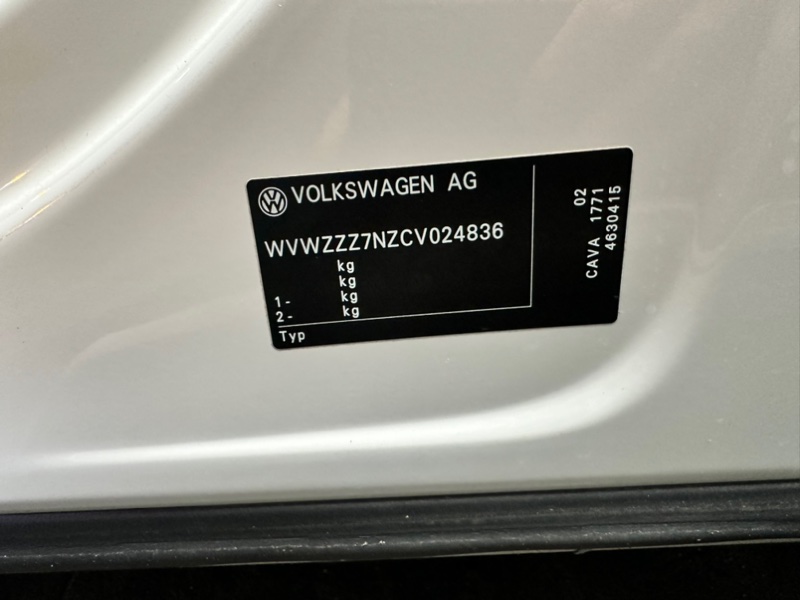 VOLKSWAGEN AG
WVWZZZ7NZCV024836
kg
kg
1- kg
2- kg
Typ
02
CAVA 1771
4630415